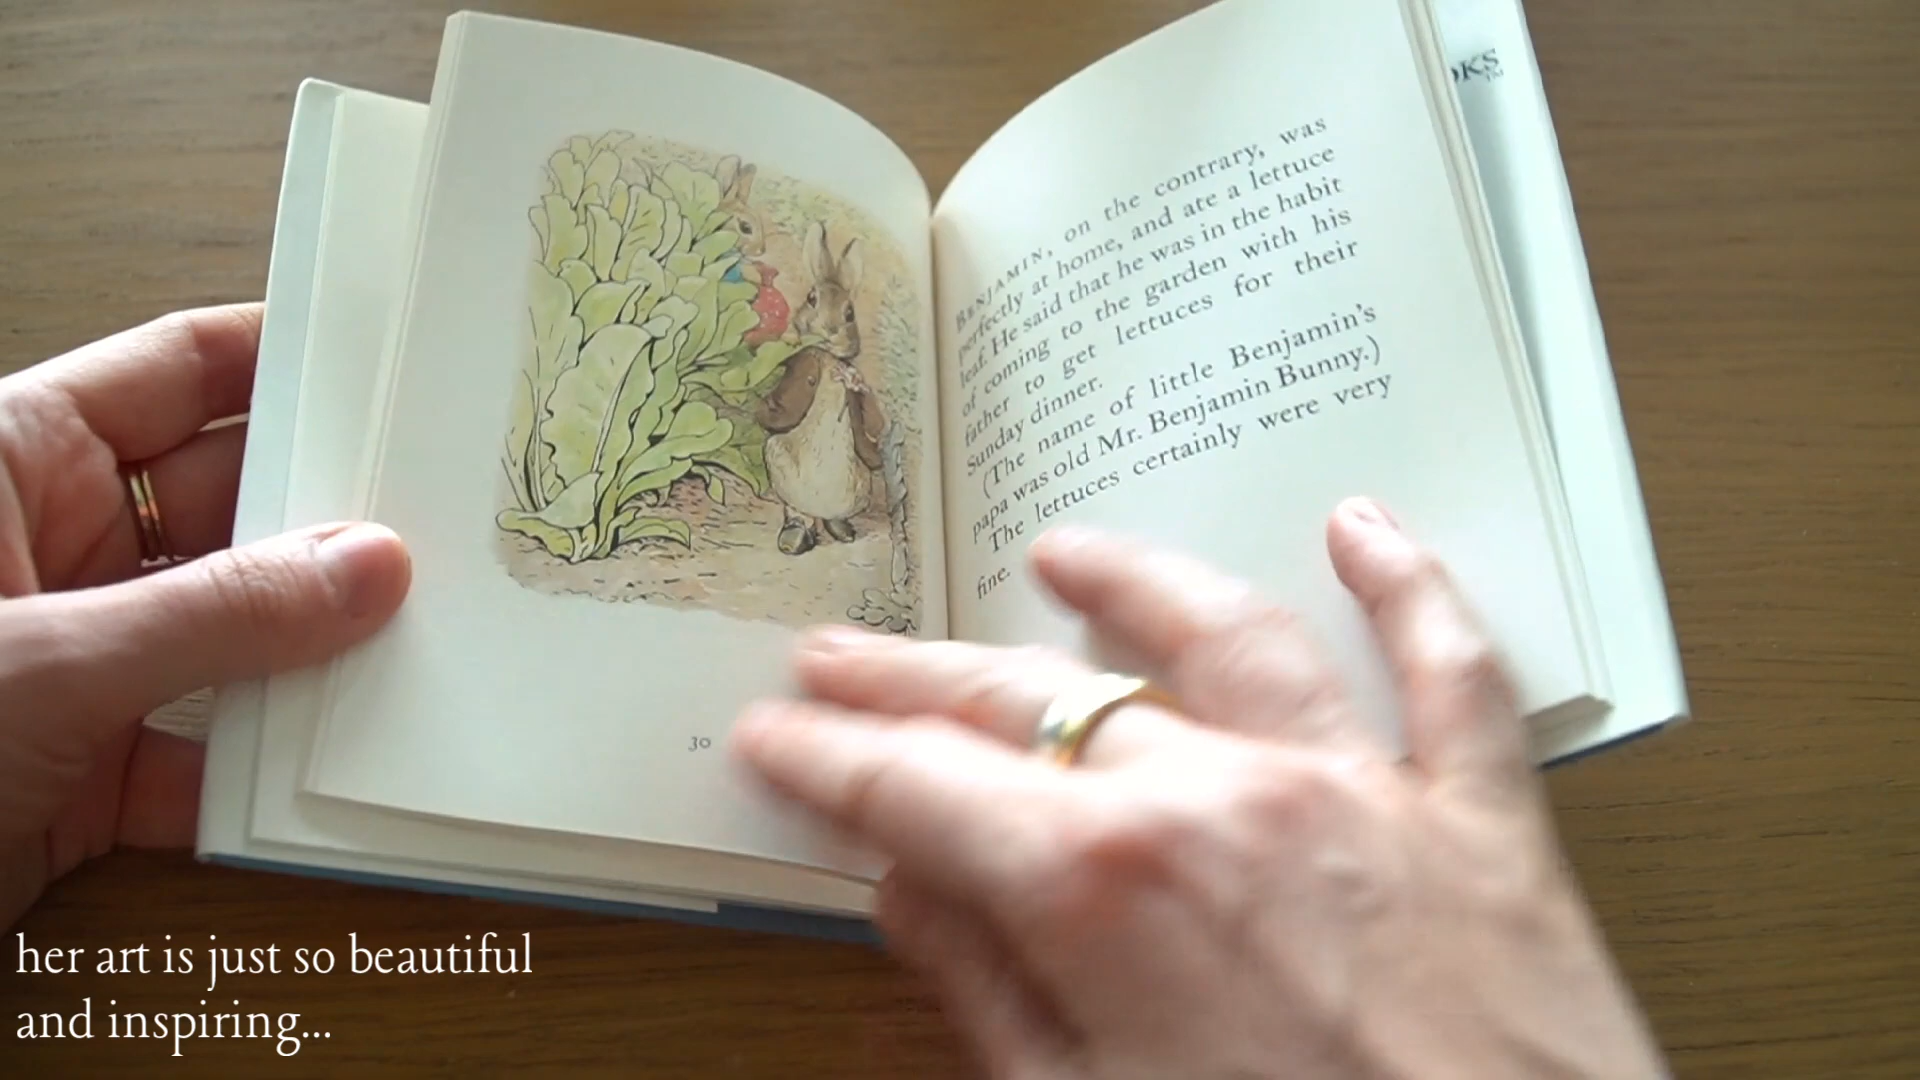 BENJAMIN, on the contrary, was
perfectly at home, and ate a lettuce
leaf. He said that he was in the habit
of coming to the garden with his
father to get lettuces for their
Sunday dinner.
(The name of little Benjamin's
papa was old Mr. Benjamin Bunny.)
The lettuces certainly were very
fine.
30
her art is just so beautiful
and inspiring...